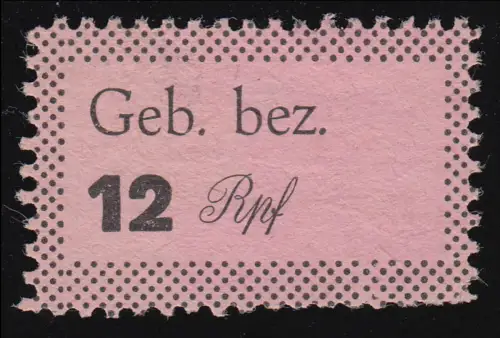 Geb. bez.
12 Rpf